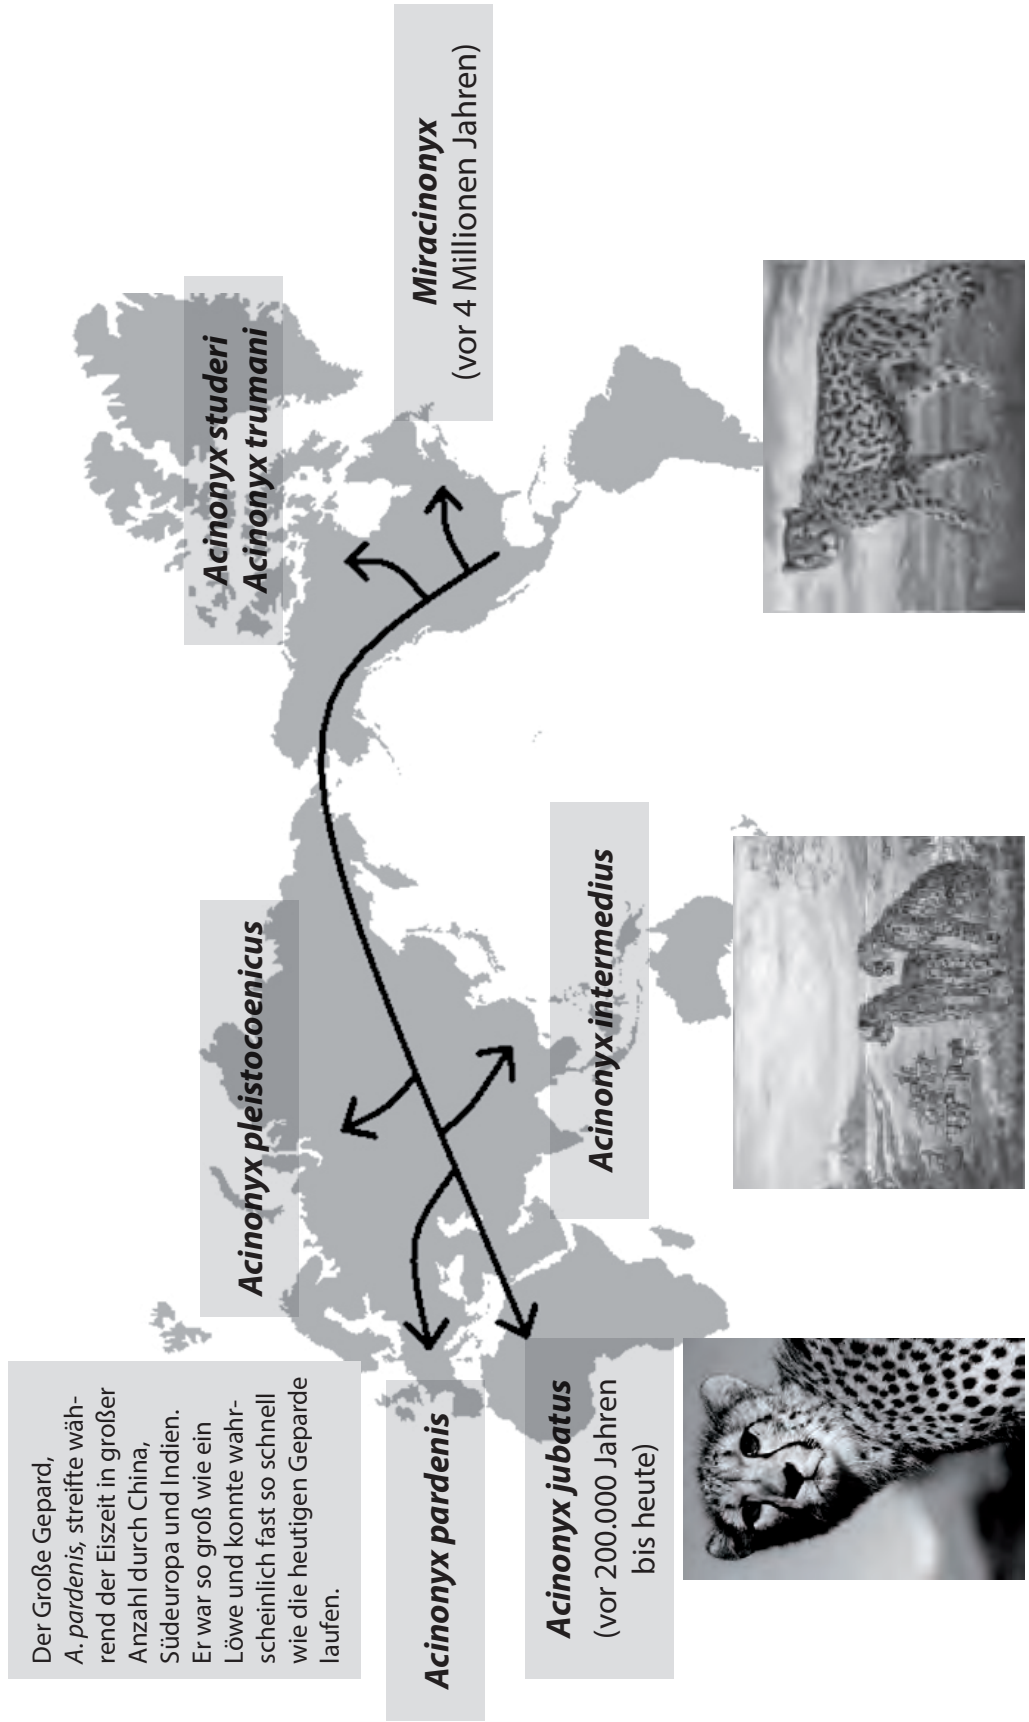 Der Große Gepard,
A. pardenis, streifte wäh-
rend der Eiszeit in großer
Anzahl durch China,
Südeuropa und Indien.
Er war so groß wie ein
Löwe und konnte wahr-
scheinlich fast so schnell
wie die heutigen Geparde
laufen.
Acinonyx pleistocoenicus
Acinonyx studeri
Acinonyx trumani
Acinonyx pardenis
Miracinonyx
(vor 4 Millionen Jahren)
Acinonyx jubatus
(vor 200.000 Jahren
bis heute)
Acinonyx intermedius